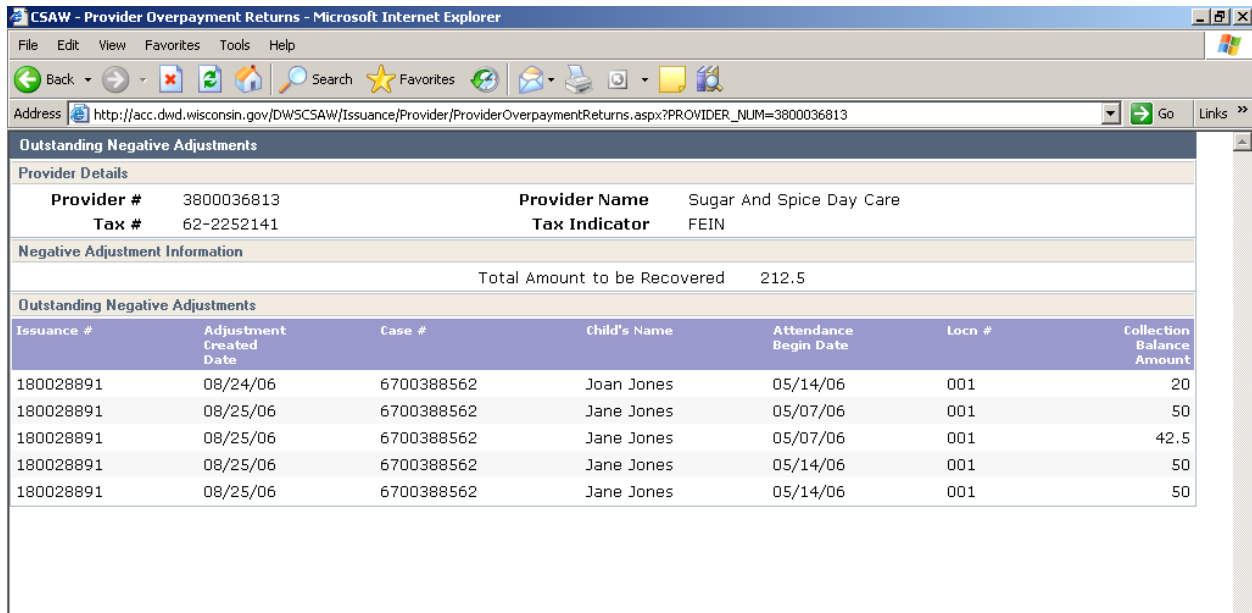 CSAW - Provider Overpayment Returns - Microsoft Internet Explorer
File Edit View Favorites Tools Help
Back Search Favorites
Address http://acc.dwd.wisconsin.gov/DWSCSAW/Issuance/Provider/ProviderOverpaymentReturns.aspx?PROVIDER_NUM=3800036813 Go Links »
Outstanding Negative Adjustments
Provider Details
Provider # 3800036813 Provider Name Sugar And Spice Day Care
Tax # 62-2252141 Tax Indicator FEIN
Negative Adjustment Information
Total Amount to be Recovered 212.5
Outstanding Negative Adjustments
Issuance # Adjustment Created Date Case # Child's Name Attendance Begin Date Locn # Collection Balance Amount
180028891 08/24/06 6700388562 Joan Jones 05/14/06 001 20
180028891 08/25/06 6700388562 Jane Jones 05/07/06 001 50
180028891 08/25/06 6700388562 Jane Jones 05/07/06 001 42.5
180028891 08/25/06 6700388562 Jane Jones 05/14/06 001 50
180028891 08/25/06 6700388562 Jane Jones 05/14/06 001 50